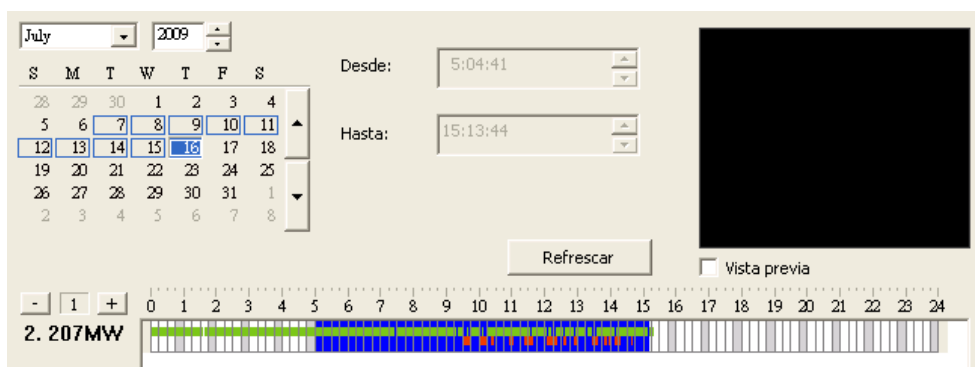 July 2009
S M T W T F S
28 29 30 1 2 3 4
5 6 7 8 9 10 11
12 13 14 15 16 17 18
19 20 21 22 23 24 25
26 27 28 29 30 31 1
2 3 4 5 6 7 8
Desde: 5:04:41
Hasta: 15:13:44
Refrescar
Vista previa
- 1 + 0 1 2 3 4 5 6 7 8 9 10 11 12 13 14 15 16 17 18 19 20 21 22 23 24
2. 207MW